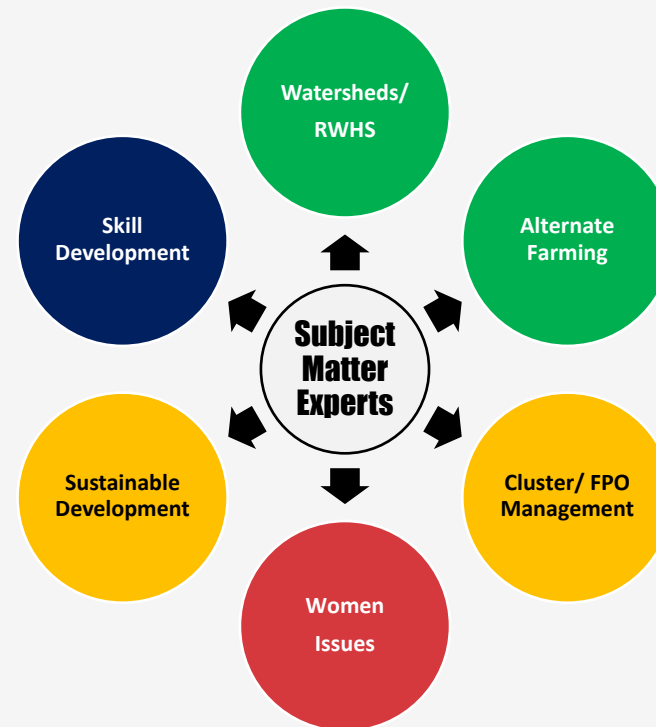 Watersheds/
RWHS
Skill
Development
Alternate
Farming
Subject
Matter
Experts
Sustainable
Development
Cluster/ FPO
Management
Women
Issues